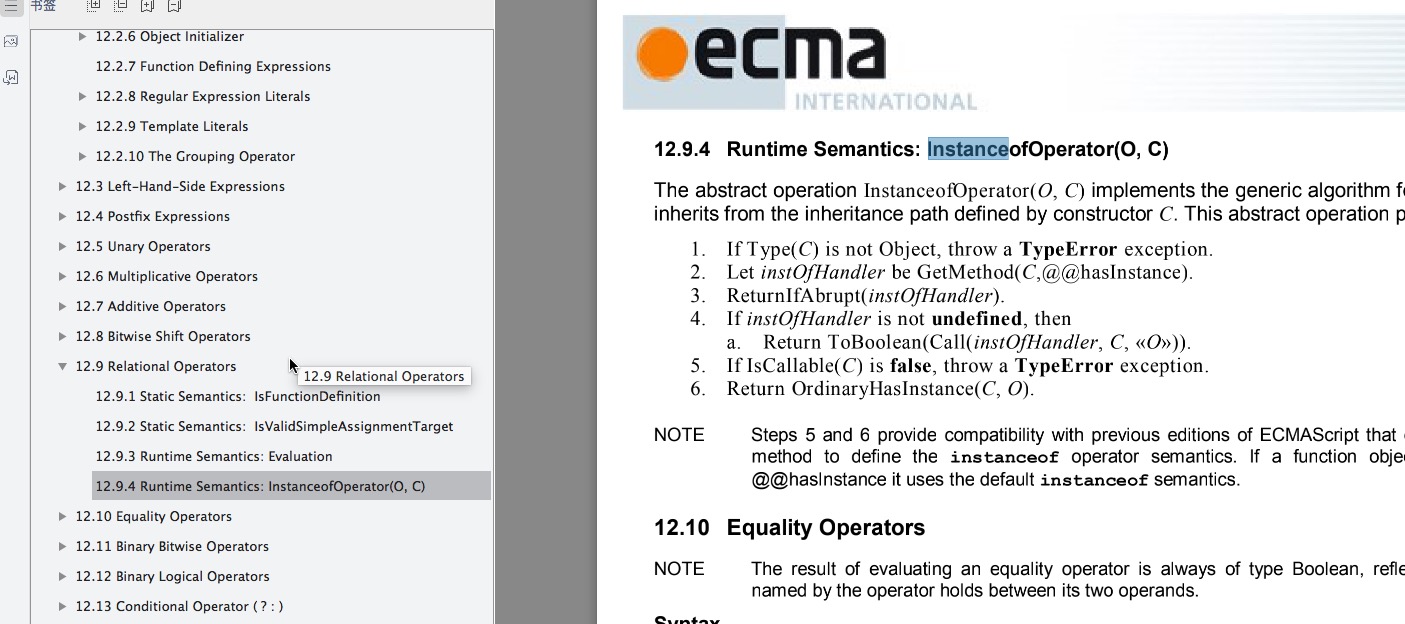 书签
12.2.6 Object Initializer
12.2.7 Function Defining Expressions
12.2.8 Regular Expression Literals
12.2.9 Template Literals
12.2.10 The Grouping Operator
12.3 Left-Hand-Side Expressions
12.4 Postfix Expressions
12.5 Unary Operators
12.6 Multiplicative Operators
12.7 Additive Operators
12.8 Bitwise Shift Operators
12.9 Relational Operators
12.9 Relational Operators
12.9.1 Static Semantics: IsFunctionDefinition
12.9.2 Static Semantics: IsValidSimpleAssignmentTarget
12.9.3 Runtime Semantics: Evaluation
12.9.4 Runtime Semantics: InstanceofOperator(O, C)
12.10 Equality Operators
12.11 Binary Bitwise Operators
12.12 Binary Logical Operators
12.13 Conditional Operator ( ? : )
ecma
INTERNATIONAL
12.9.4 Runtime Semantics: InstanceofOperator(O, C)
The abstract operation InstanceofOperator(O, C) implements the generic algorithm
inherits from the inheritance path defined by constructor C. This abstract operation
1. If Type(C) is not Object, throw a TypeError exception.
2. Let instOfHandler be GetMethod(C,@@hasInstance).
3. ReturnIfAbrupt(instOfHandler).
4. If instOfHandler is not undefined, then
a. Return ToBoolean(Call(instOfHandler, C, «O»)).
5. If IsCallable(C) is false, throw a TypeError exception.
6. Return OrdinaryHasInstance(C, O).
NOTE Steps 5 and 6 provide compatibility with previous editions of ECMAScript that
method to define the instanceof operator semantics. If a function
@@hasInstance it uses the default instanceof semantics.
12.10 Equality Operators
NOTE The result of evaluating an equality operator is always of type Boolean,
named by the operator holds between its two operands.
Syntax